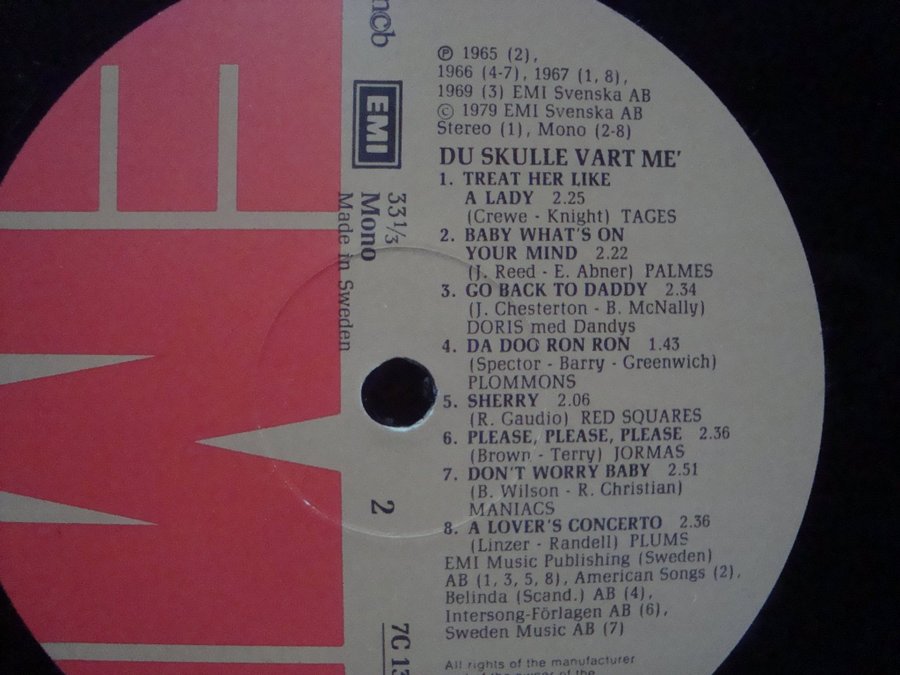 ncb
EMI
33 1/3
Mono
Made in Sweden
2
7C 13
Ⓟ 1965 (2),
1966 (4-7), 1967 (1, 8),
1969 (3) EMI Svenska AB
© 1979 EMI Svenska AB
Stereo (1), Mono (2-8)
DU SKULLE VART ME'
1. TREAT HER LIKE
A LADY 2.25
(Crewe - Knight) TAGES
2. BABY WHAT'S ON
YOUR MIND 2.22
(J. Reed - E. Abner) PALMES
3. GO BACK TO DADDY 2.34
(J. Chesterton - B. McNally)
DORIS med Dandys
4. DA DOO RON RON 1.43
(Spector - Barry - Greenwich)
PLOMMONS
5. SHERRY 2.06
(R. Gaudio) RED SQUARES
6. PLEASE, PLEASE, PLEASE 2.36
(Brown - Terry) JORMAS
7. DON'T WORRY BABY 2.51
(B. Wilson - R. Christian)
MANIACS
8. A LOVER'S CONCERTO 2.36
(Linzer - Randell) PLUMS
EMI Music Publishing (Sweden)
AB (1, 3, 5, 8), American Songs (2),
Belinda (Scand.) AB (4),
Intersong-Förlagen AB (6),
Sweden Music AB (7)
All rights of the manufacturer